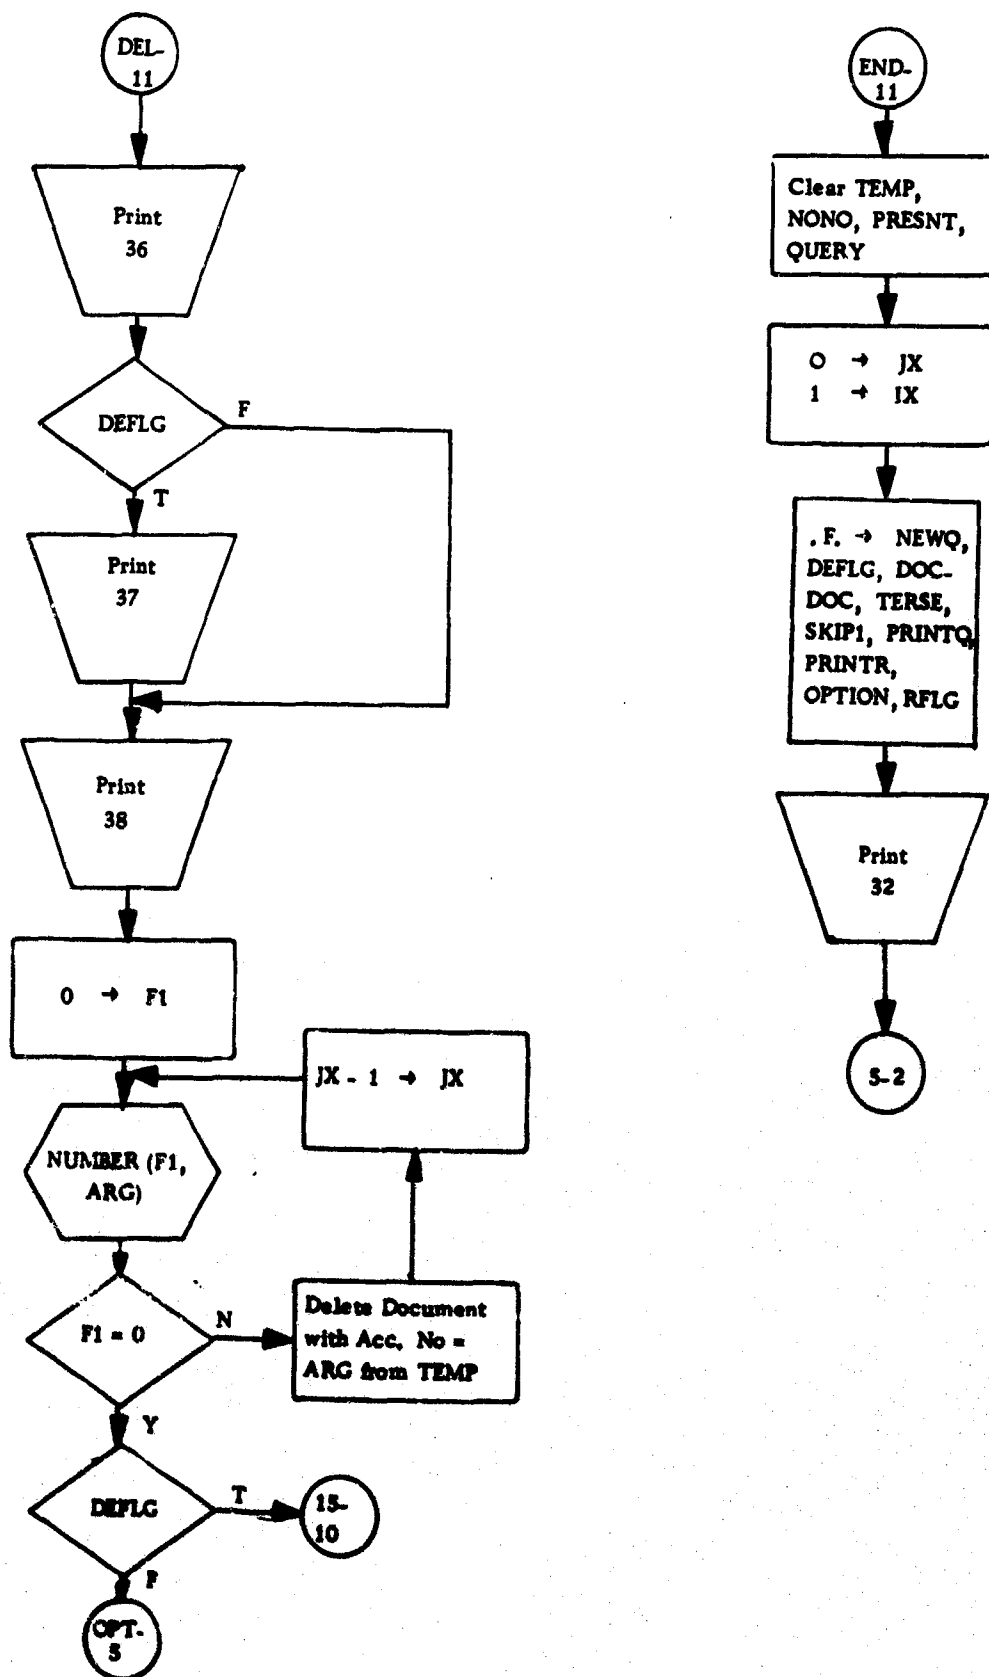 DEL-
11
Print
36
DEFLG
F
T
Print
37
Print
38
0 → F1
JX - 1 → JX
NUMBER (F1,
ARG)
F1 = 0
N
Delete Document
with Acc. No =
ARG from TEMP
Y
DEFLG
T
15-
10
F
OPT-
5
END-
11
Clear TEMP,
NONO, PRESNT,
QUERY
0 → JX
1 → IX
.F. → NEWQ,
DEFLG, DOC-
DOC, TERSE,
SKIP1, PRINTQ,
PRINTR,
OPTION, RFLG
Print
32
5-2